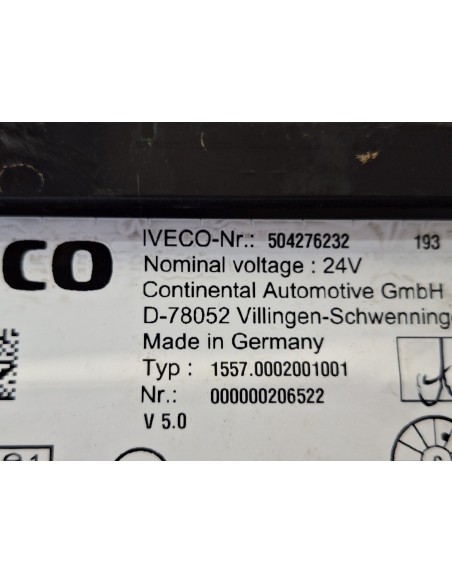 CO
IVECO-Nr.: 504276232 193
Nominal voltage : 24V
Continental Automotive GmbH
D-78052 Villingen-Schwenninge
Made in Germany
Typ : 1557.0002001001
Nr.: 000000206522
V 5.0